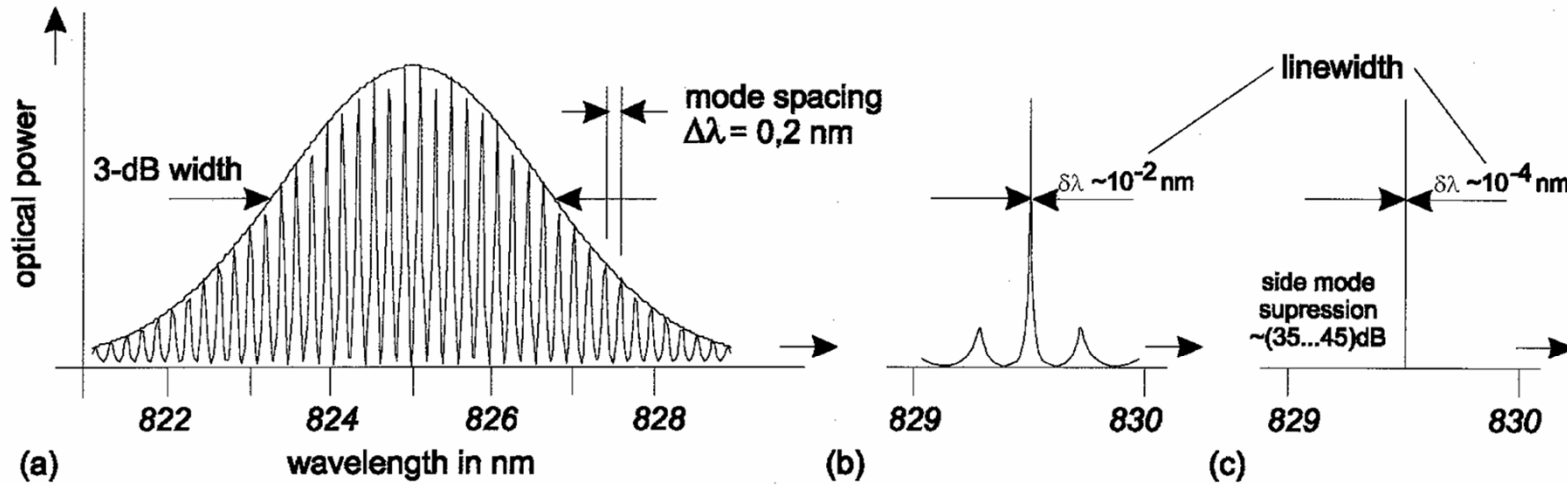 optical power
3-dB width
mode spacing
Δλ = 0,2 nm
822
824
826
828
wavelength in nm
(a)
linewidth
δλ ~10⁻² nm
829
830
(b)
δλ ~10⁻⁴ nm
side mode
supression
~(35...45)dB
829
830
(c)